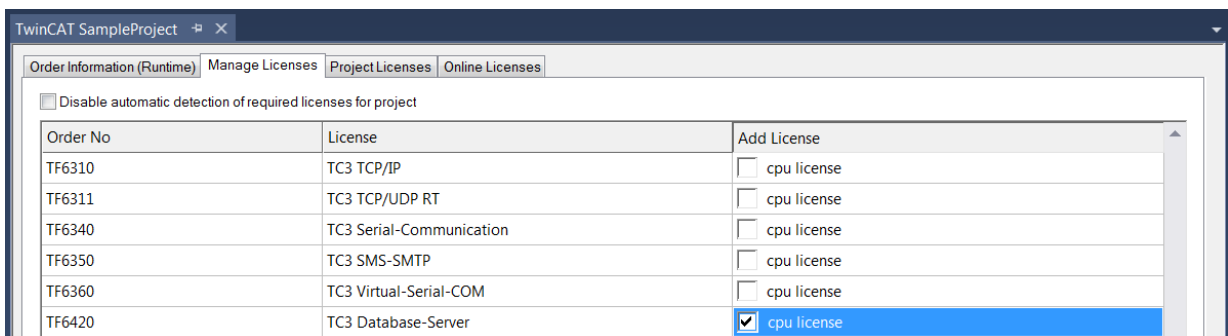 TwinCAT SampleProject
Order Information (Runtime) Manage Licenses Project Licenses Online Licenses
Disable automatic detection of required licenses for project
Order No License Add License
TF6310 TC3 TCP/IP cpu license
TF6311 TC3 TCP/UDP RT cpu license
TF6340 TC3 Serial-Communication cpu license
TF6350 TC3 SMS-SMTP cpu license
TF6360 TC3 Virtual-Serial-COM cpu license
TF6420 TC3 Database-Server cpu license